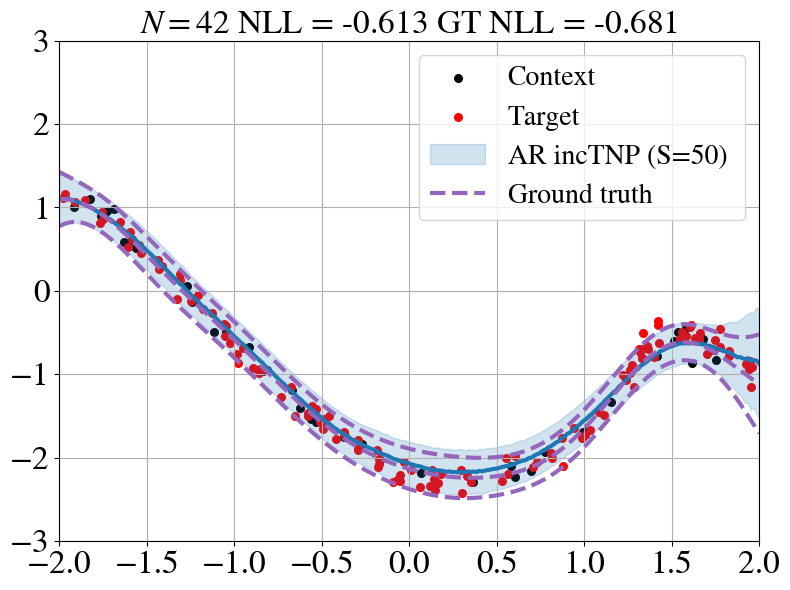 N = 42 NLL = -0.613 GT NLL = -0.681
3
2
1
0
−1
−2
−3
Context
Target
AR incTNP (S=50)
Ground truth
−2.0 −1.5 −1.0 −0.5 0.0 0.5 1.0 1.5 2.0